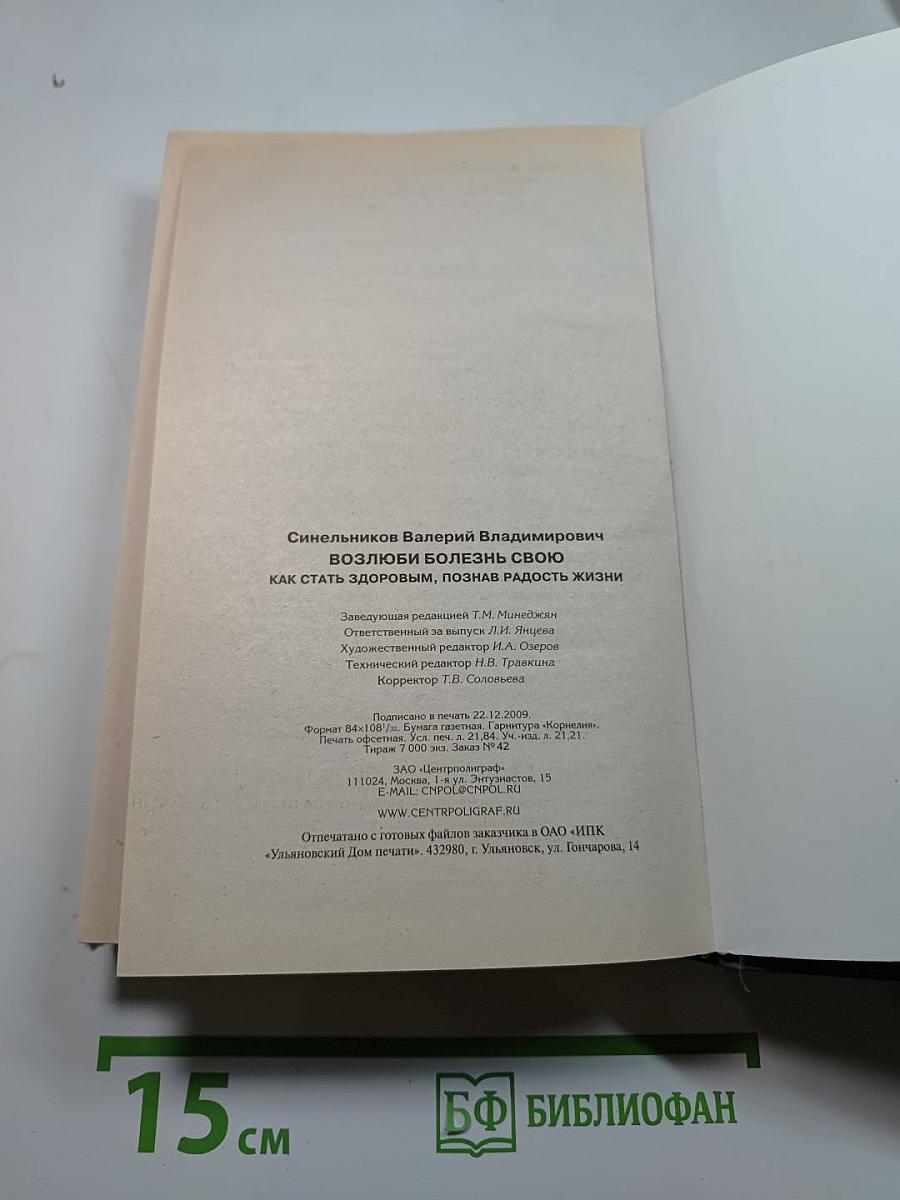 Синельников Валерий Владимирович
ВОЗЛЮБИ БОЛЕЗНЬ СВОЮ
КАК СТАТЬ ЗДОРОВЫМ, ПОЗНАВ РАДОСТЬ ЖИЗНИ
Заведующая редакцией Т.М. Минеджян
Ответственный за выпуск Л.И. Янцева
Художественный редактор И.А. Озеров
Технический редактор Н.В. Травкина
Корректор Т.В. Соловьева
Подписано в печать 22.12.2009.
Формат 84×108¹/₃₂. Бумага газетная. Гарнитура «Корнелия».
Печать офсетная. Усл. печ. л. 21,84. Уч.-изд. л. 21,21.
Тираж 7 000 экз. Заказ № 42
ЗАО «Центрполиграф»
111024, Москва, 1-я ул. Энтузиастов, 15
E-MAIL: CNPOL@CNPOL.RU
WWW.CENTRPOLIGRAF.RU
Отпечатано с готовых файлов заказчика в ОАО «ИПК
«Ульяновский Дом печати». 432980, г. Ульяновск, ул. Гончарова, 14
15 см
БФ БИБЛИОФАН